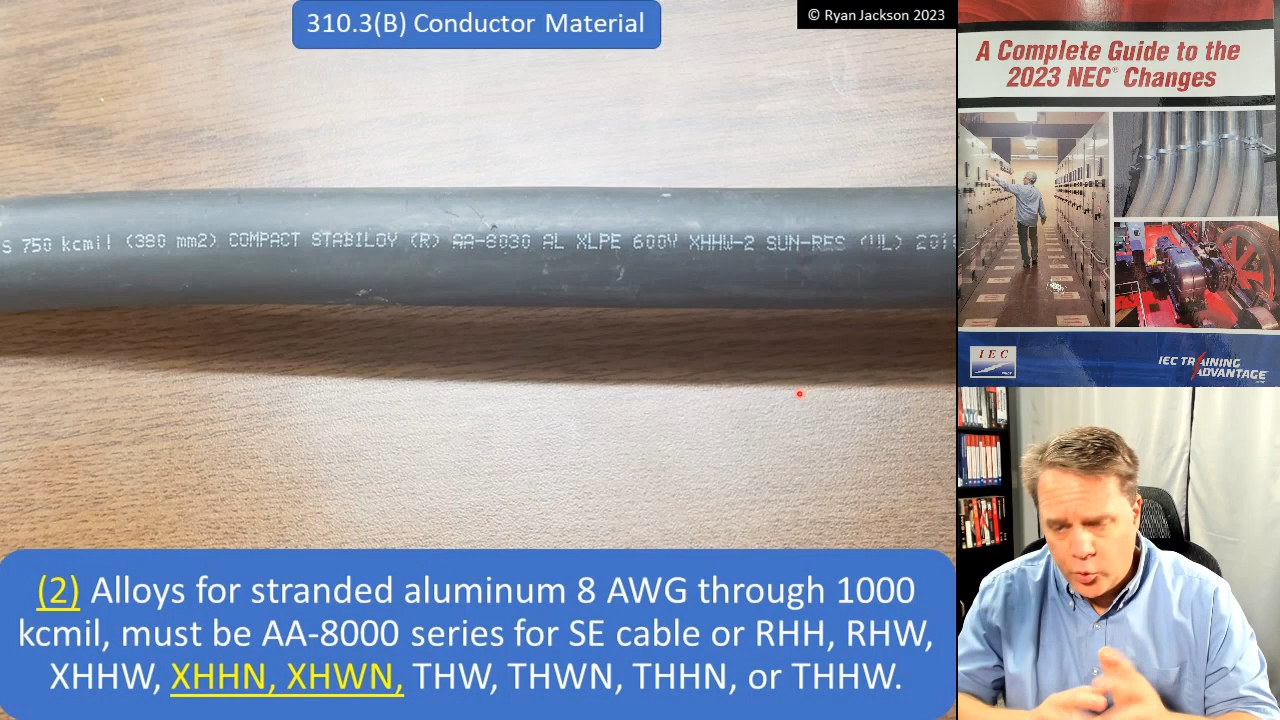 310.3(B) Conductor Material
© Ryan Jackson 2023
S 750 kcmil (380 mm2) COMPACT STABILOY (R) AA-8030 AL XLPE 600V XHHW-2 SUN-RES (UL)
(2) Alloys for stranded aluminum 8 AWG through 1000
kcmil, must be AA-8000 series for SE cable or RHH, RHW,
XHHW, XHHN, XHWN, THW, THWN, THHN, or THHW.
A Complete Guide to the
2023 NEC® Changes
IEC
IEC TRAINING
ADVANTAGE